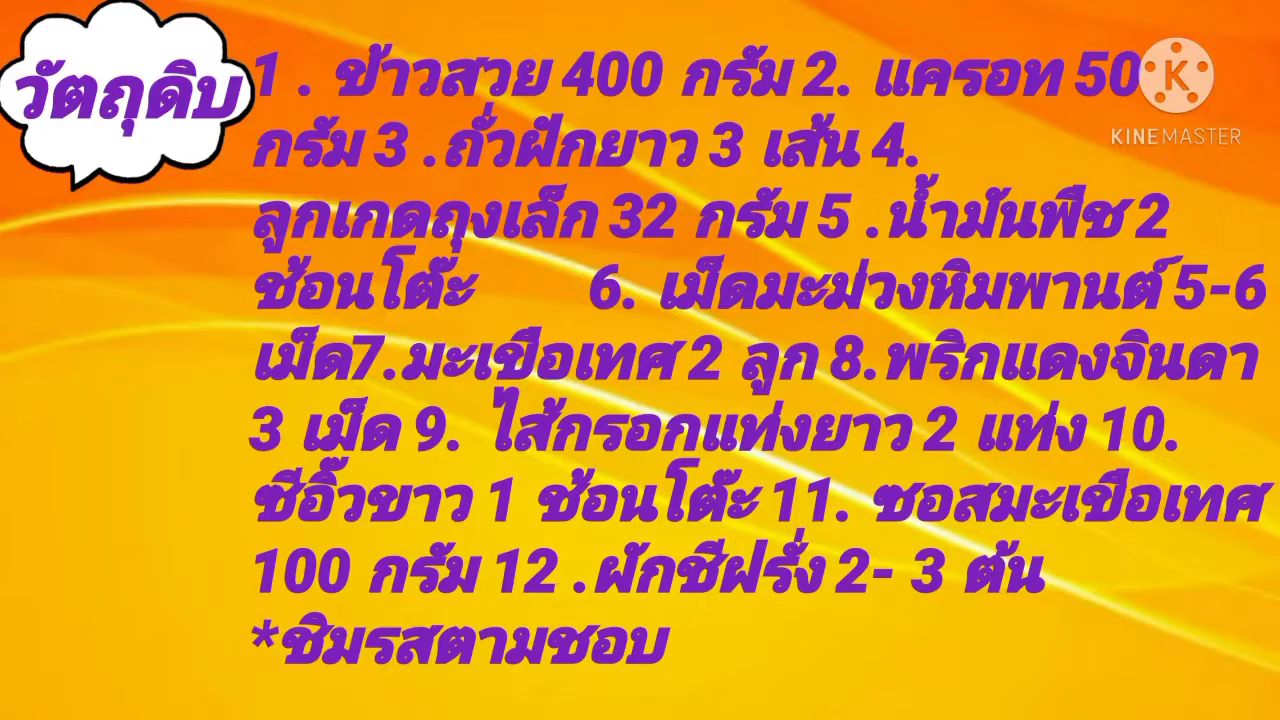 วัตถุดิบ
1 . ข้าวสวย 400 กรัม 2. แครอท 50
กรัม 3 .ถั่วฝักยาว 3 เส้น 4.
ลูกเกดถุงเล็ก 32 กรัม 5 .น้ำมันพืช 2
ช้อนโต๊ะ 6. เม็ดมะม่วงหิมพานต์ 5-6
เม็ด7.มะเขือเทศ 2 ลูก 8.พริกแดงจินดา
3 เม็ด 9. ไส้กรอกแท่งยาว 2 แท่ง 10.
ซีอิ๊วขาว 1 ช้อนโต๊ะ 11. ซอสมะเขือเทศ
100 กรัม 12 .ผักชีฝรั่ง 2- 3 ต้น
*ชิมรสตามชอบ
K
KINEMASTER